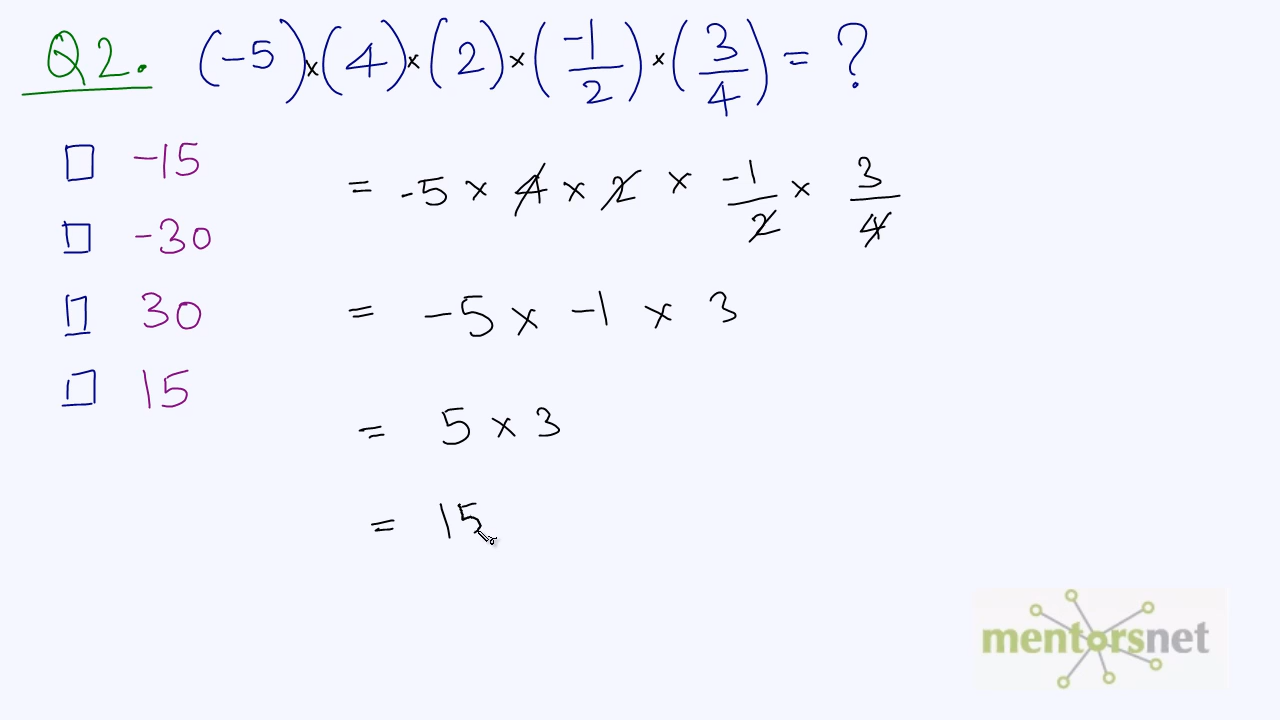 Q2. (-5)×(4)×(2)×(-1/2)×(3/4) = ?
□ -15
□ -30
□ 30
□ 15
= -5 × 4 × 2 × -1/2 × 3/4
= -5 × -1 × 3
= 5 × 3
= 15
mentorsnet